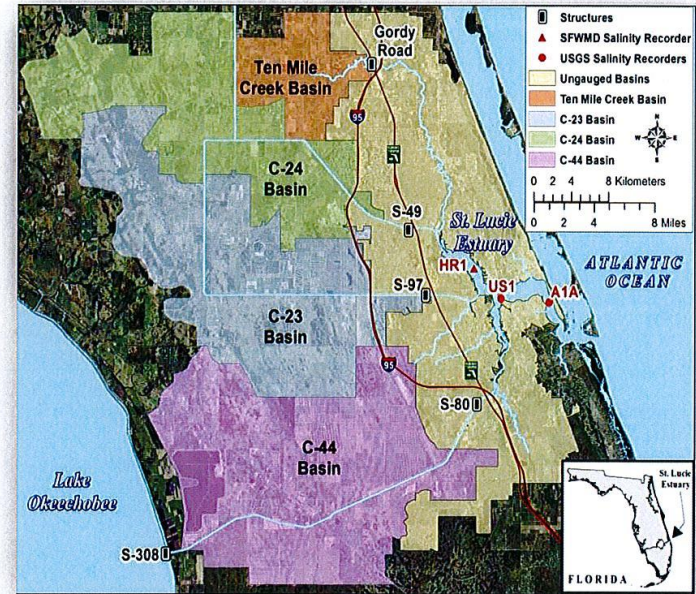 Gordy
Road
Ten Mile
Creek Basin
95
C-24
Basin
S-49
St. Lucie
Estuary
HR1
S-97
US1
A1A
ATLANTIC
OCEAN
C-23
Basin
95
S-80
C-44
Basin
Lake
Okeechobee
S-308
Structures
SFWMD Salinity Recorder
USGS Salinity Recorders
Ungauged Basins
Ten Mile Creek Basin
C-23 Basin
C-24 Basin
C-44 Basin
N
W E
S
0 2 4 8 Kilometers
0 2 4 8 Miles
St. Lucie
Estuary
FLORIDA